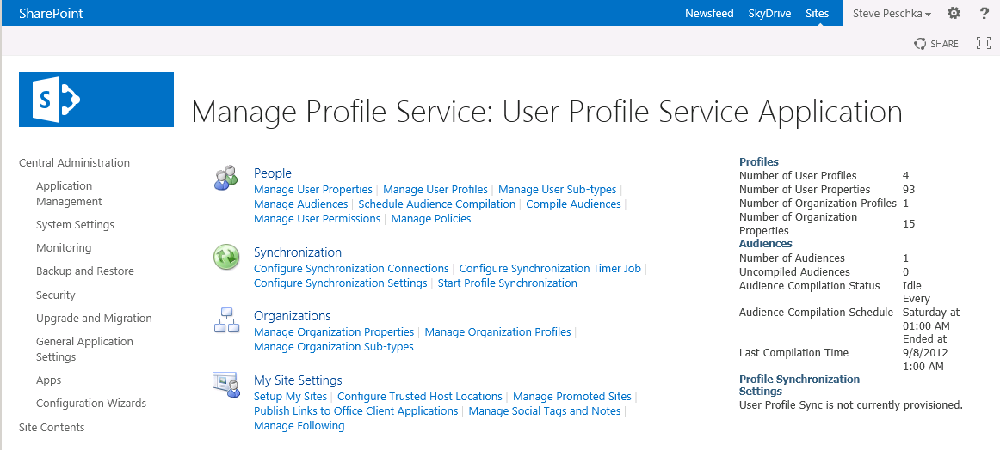 SharePoint
Newsfeed SkyDrive Sites Steve Peschka ?
SHARE
S
Manage Profile Service: User Profile Service Application
Central Administration
Application
Management
System Settings
Monitoring
Backup and Restore
Security
Upgrade and Migration
General Application
Settings
Apps
Configuration Wizards
Site Contents
People
Manage User Properties | Manage User Profiles | Manage User Sub-types |
Manage Audiences | Schedule Audience Compilation | Compile Audiences |
Manage User Permissions | Manage Policies
Synchronization
Configure Synchronization Connections | Configure Synchronization Timer Job |
Configure Synchronization Settings | Start Profile Synchronization
Organizations
Manage Organization Properties | Manage Organization Profiles |
Manage Organization Sub-types
My Site Settings
Setup My Sites | Configure Trusted Host Locations | Manage Promoted Sites |
Publish Links to Office Client Applications | Manage Social Tags and Notes |
Manage Following
Profiles
Number of User Profiles 4
Number of User Properties 93
Number of Organization Profiles 1
Number of Organization
Properties 15
Audiences
Number of Audiences 1
Uncompiled Audiences 0
Audience Compilation Status Idle
Audience Compilation Schedule Every
Saturday at
01:00 AM
Last Compilation Time Ended at
9/8/2012
1:00 AM
Profile Synchronization
Settings
User Profile Sync is not currently provisioned.